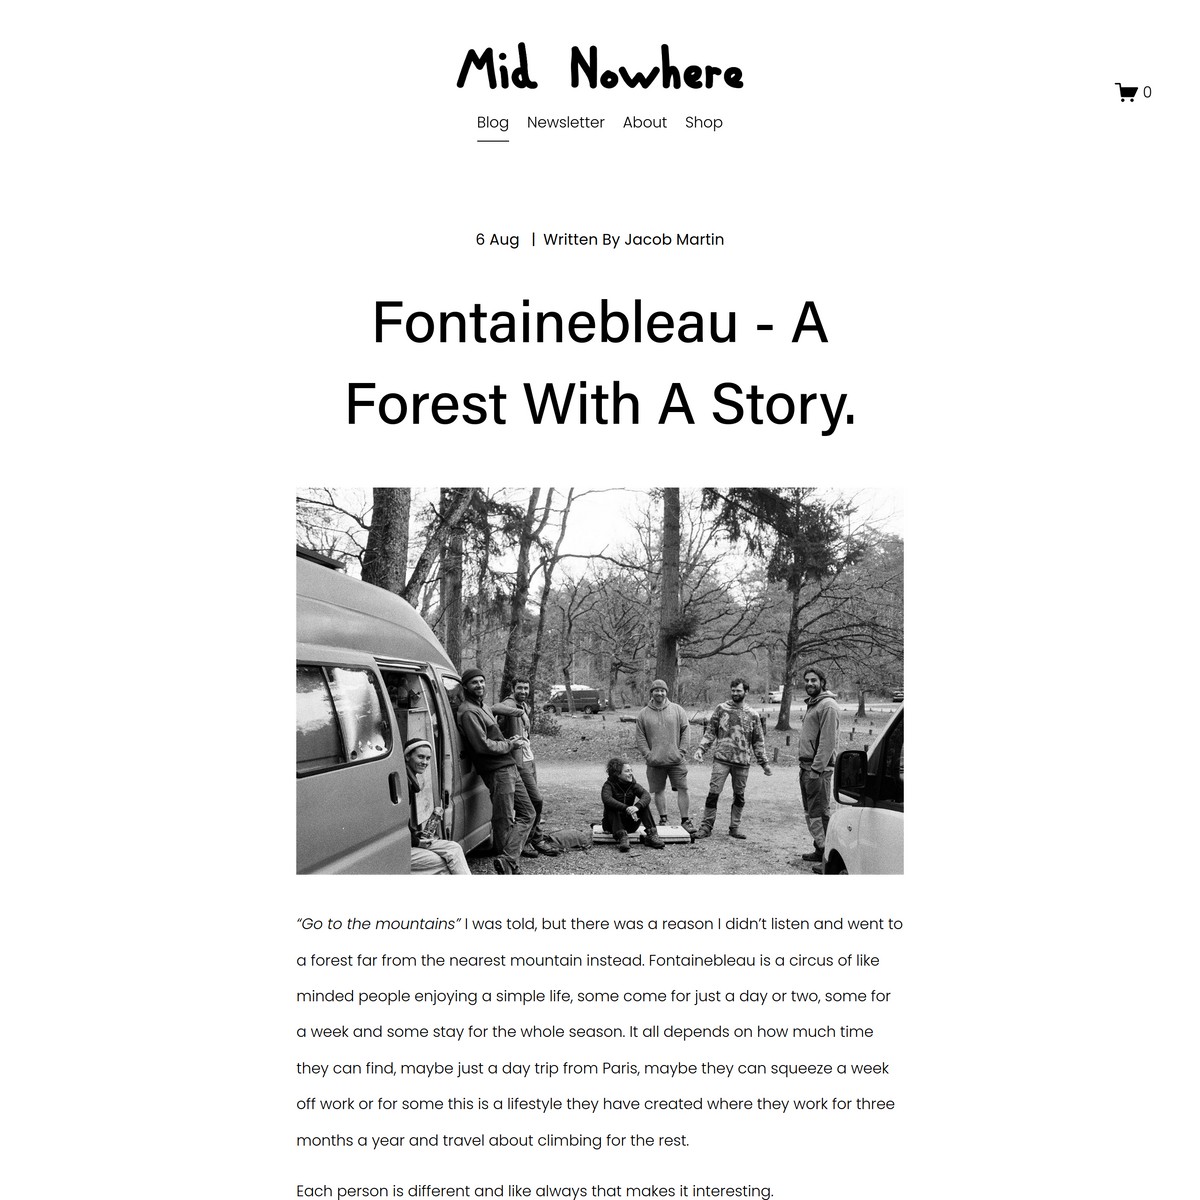 Mid Nowhere
0
Blog Newsletter About Shop
6 Aug | Written By Jacob Martin
Fontainebleau - A
Forest With A Story.
“Go to the mountains” I was told, but there was a reason I didn’t listen and went to
a forest far from the nearest mountain instead. Fontainebleau is a circus of like
minded people enjoying a simple life, some come for just a day or two, some for
a week and some stay for the whole season. It all depends on how much time
they can find, maybe just a day trip from Paris, maybe they can squeeze a week
off work or for some this is a lifestyle they have created where they work for three
months a year and travel about climbing for the rest.
Each person is different and like always that makes it interesting.